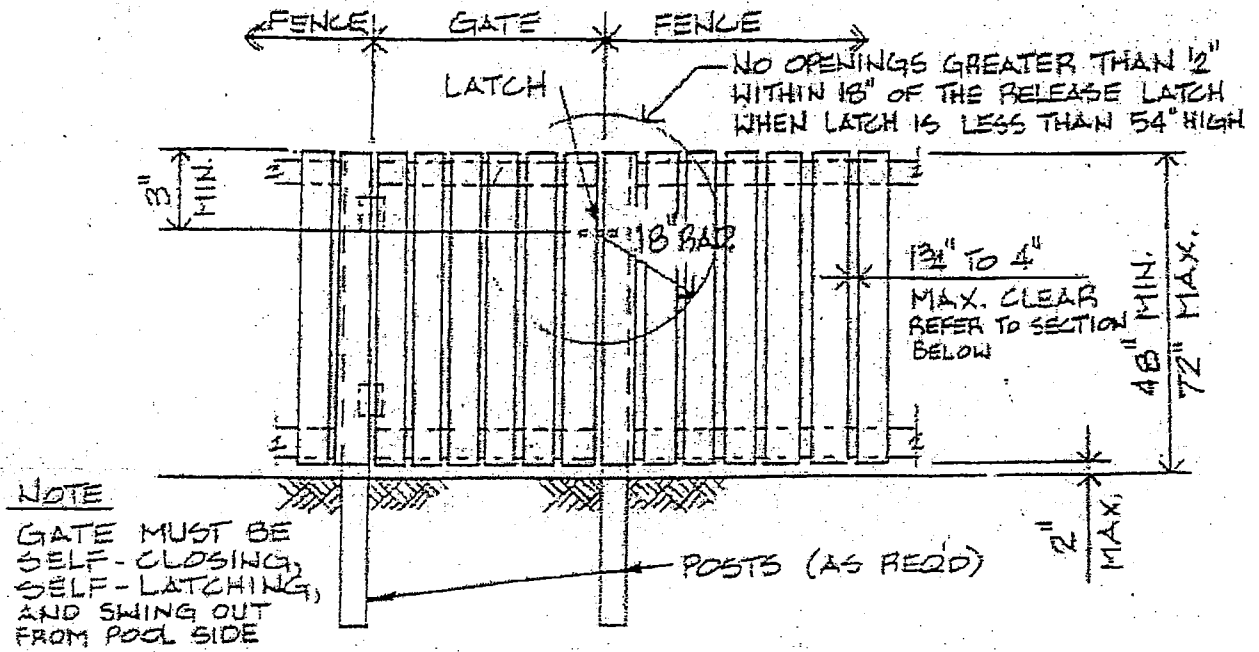 FENCE GATE FENCE
LATCH
NO OPENINGS GREATER THAN 1/2"
WITHIN 18" OF THE RELEASE LATCH
WHEN LATCH IS LESS THAN 54" HIGH
3"
MIN.
18" RAD.
1 3/4" TO 4"
MAX. CLEAR
REFER TO SECTION
BELOW
48" MIN.
72" MAX.
2"
MAX.
NOTE
GATE MUST BE
SELF-CLOSING,
SELF-LATCHING,
AND SWING OUT
FROM POOL SIDE
POSTS (AS REQ'D)